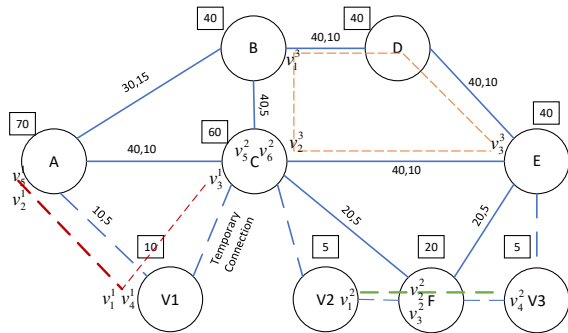 40
40
B
40,10
D
v₁³
30,15
40,5
40,10
70
60
40
A
40,10
v₅² v₆²
C
v₂³
v₃³
40,10
E
v₅¹
v₂¹
v₃¹
10,5
20,5
20,5
Temporary
Connection
10
5
20
5
v₁¹ v₄¹
V1
V2
v₁²
v₂²
F
v₃²
v₄²
V3